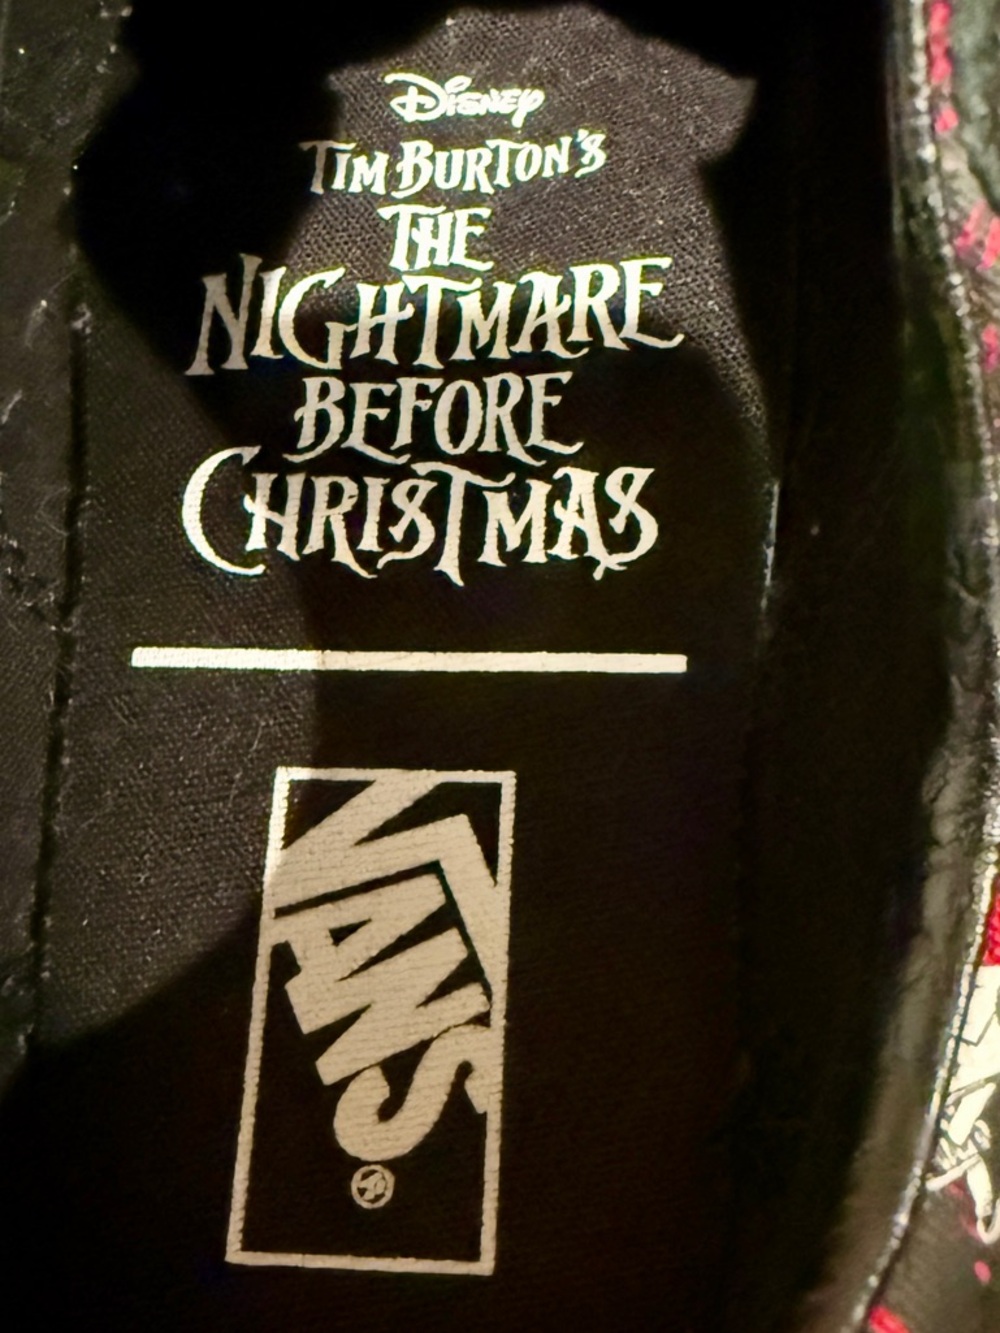 Disney
TIM BURTON'S
THE
NIGHTMARE
BEFORE
CHRISTMAS
VANS
®